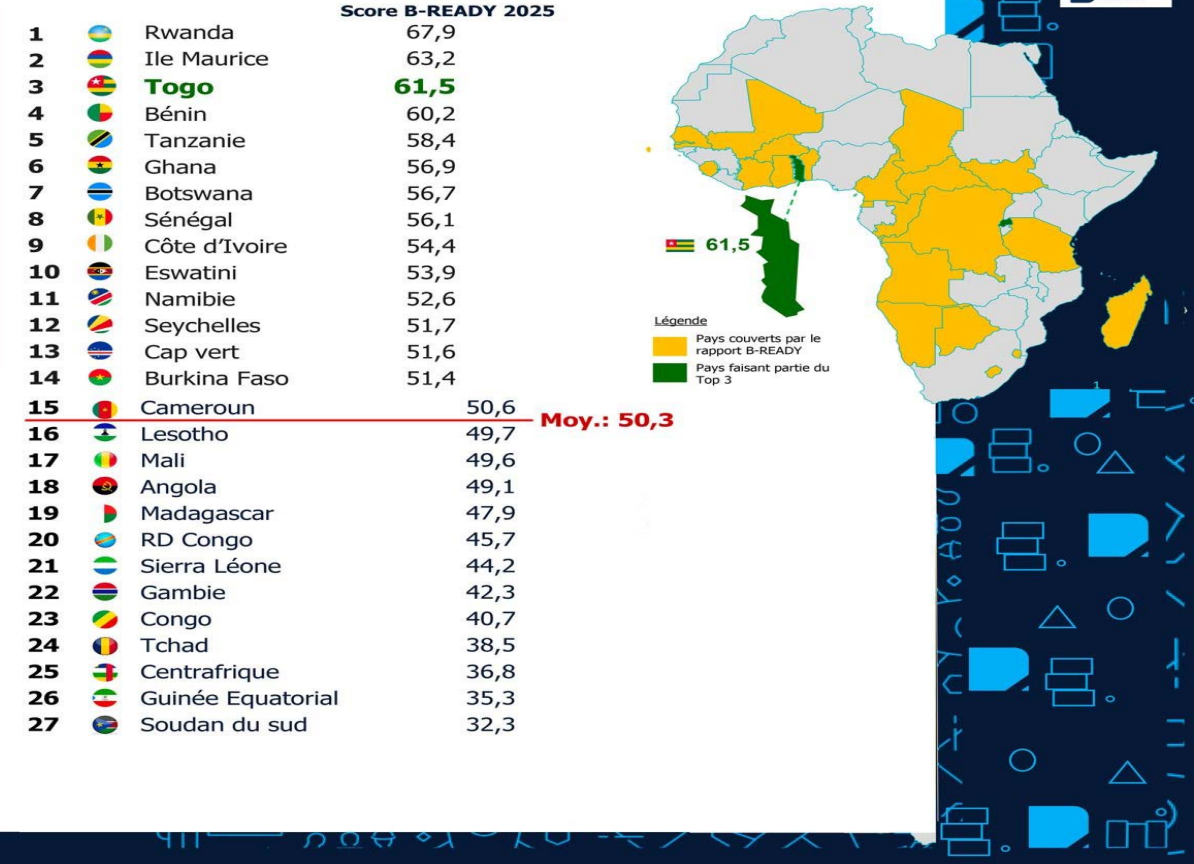 Score B-READY 2025
1 Rwanda 67,9
2 Ile Maurice 63,2
3 Togo 61,5
4 Bénin 60,2
5 Tanzanie 58,4
6 Ghana 56,9
7 Botswana 56,7
8 Sénégal 56,1
9 Côte d’Ivoire 54,4
10 Eswatini 53,9
11 Namibie 52,6
12 Seychelles 51,7
13 Cap vert 51,6
14 Burkina Faso 51,4
15 Cameroun 50,6
Moy.: 50,3
16 Lesotho 49,7
17 Mali 49,6
18 Angola 49,1
19 Madagascar 47,9
20 RD Congo 45,7
21 Sierra Léone 44,2
22 Gambie 42,3
23 Congo 40,7
24 Tchad 38,5
25 Centrafrique 36,8
26 Guinée Equatorial 35,3
27 Soudan du sud 32,3
61,5
Légende
Pays couverts par le
rapport B-READY
Pays faisant partie du
Top 3
1